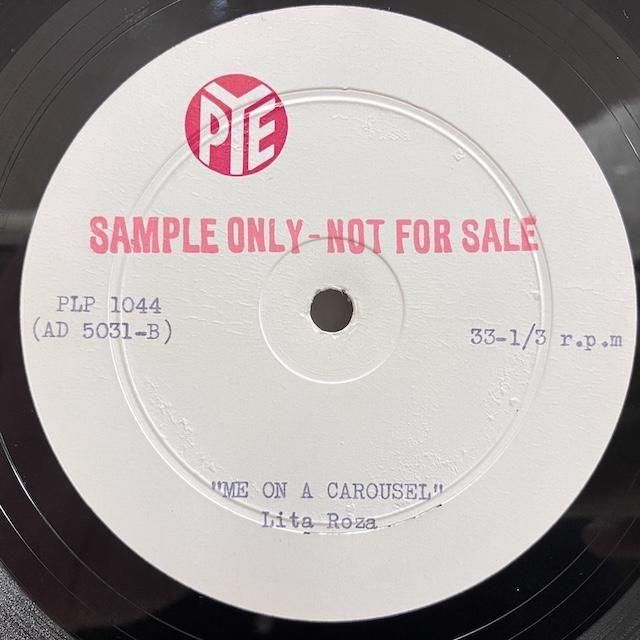 PYE
SAMPLE ONLY-NOT FOR SALE
PLP 1044
(AD 5031-B)
33-1/3 r.p.m
"ME ON A CAROUSEL"
Lita Roza